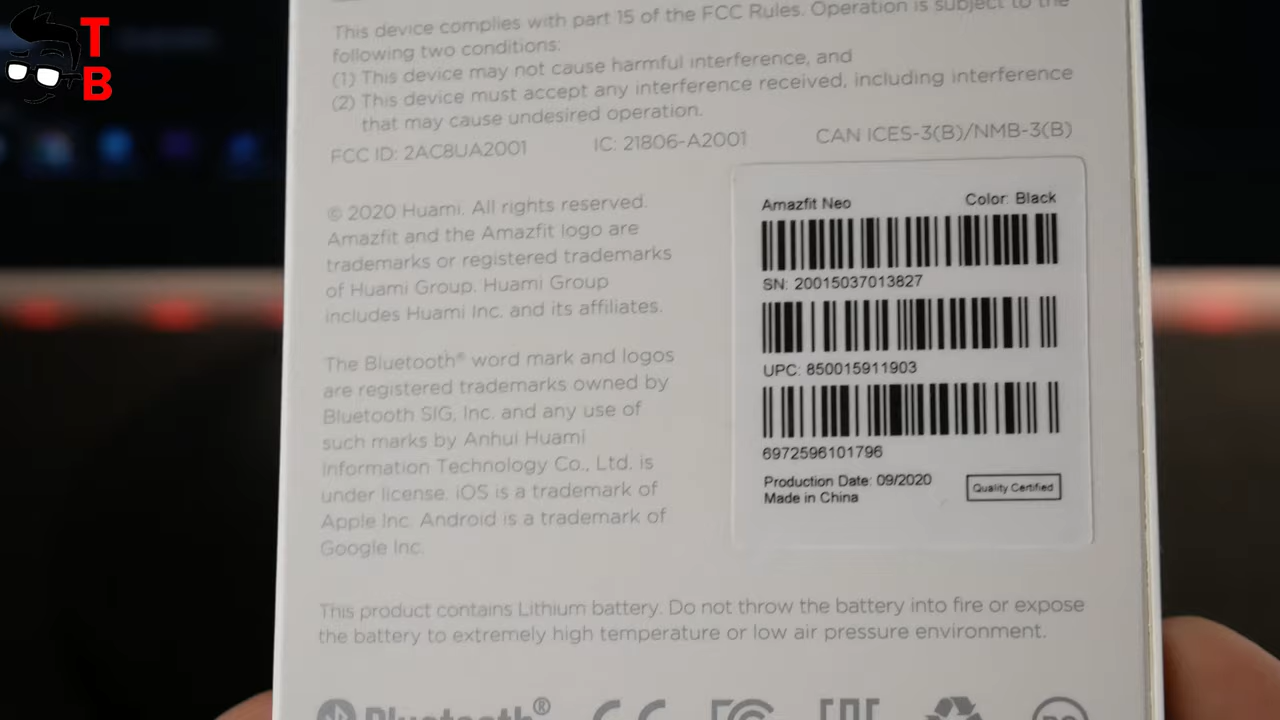 TB
This device complies with part 15 of the FCC Rules. Operation is subject to the
following two conditions:
(1) This device may not cause harmful interference, and
(2) This device must accept any interference received, including interference
that may cause undesired operation.
FCC ID: 2AC8UA2001 IC: 21806-A2001 CAN ICES-3(B)/NMB-3(B)
© 2020 Huami. All rights reserved.
Amazfit and the Amazfit logo are
trademarks or registered trademarks
of Huami Group. Huami Group
includes Huami Inc. and its affiliates.
The Bluetooth® word mark and logos
are registered trademarks owned by
Bluetooth SIG, Inc. and any use of
such marks by Anhui Huami
Information Technology Co., Ltd. is
under license. iOS is a trademark of
Apple Inc. Android is a trademark of
Google Inc.
Amazfit Neo Color: Black
SN: 20015037013827
UPC: 850015911903
6972596101796
Production Date: 09/2020
Made in China
Quality Certified
This product contains Lithium battery. Do not throw the battery into fire or expose
the battery to extremely high temperature or low air pressure environment.
Bluetooth® CE FC EAC